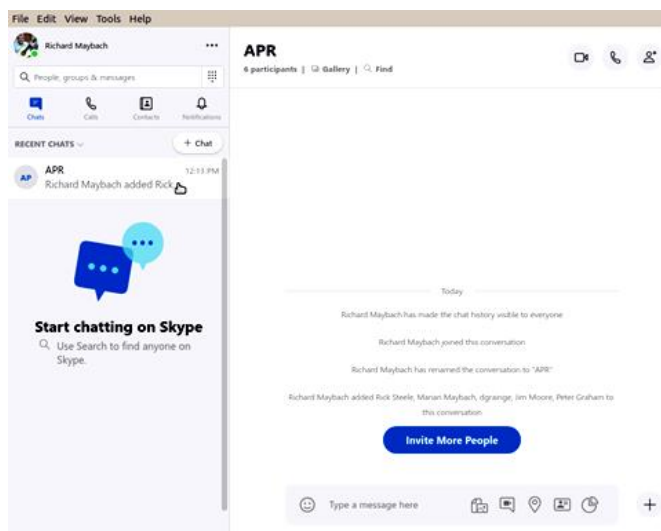 File Edit View Tools Help
Richard Maybach
People, groups & messages
Chats Calls Contacts Notifications
RECENT CHATS
+ Chat
AP
APR 12:11 PM
Richard Maybach added Rick
Start chatting on Skype
Use Search to find anyone on
Skype.
APR
6 participants | Gallery | Find
Today
Richard Maybach has made the chat history visible to everyone
Richard Maybach joined this conversation
Richard Maybach has renamed the conversation to "APR"
Richard Maybach added Rick Steele, Marian Maybach, dgrainge, Jim Moore, Peter Graham to
this conversation
Invite More People
Type a message here